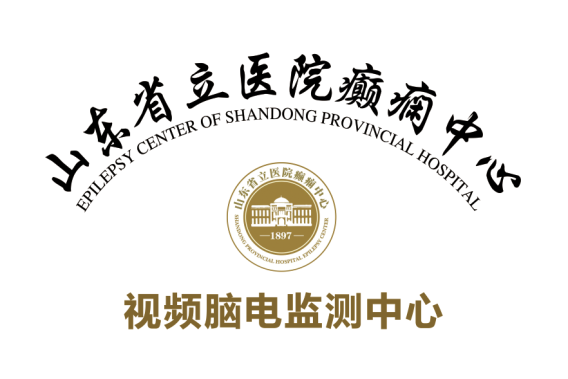 山东省立医院癫痫中心
EPILEPSY CENTER OF SHANDONG PROVINCIAL HOSPITAL
山东省立医院癫痫中心
1897
SHANDONG PROVINCIAL HOSPITAL EPILEPSY CENTER
视频脑电监测中心